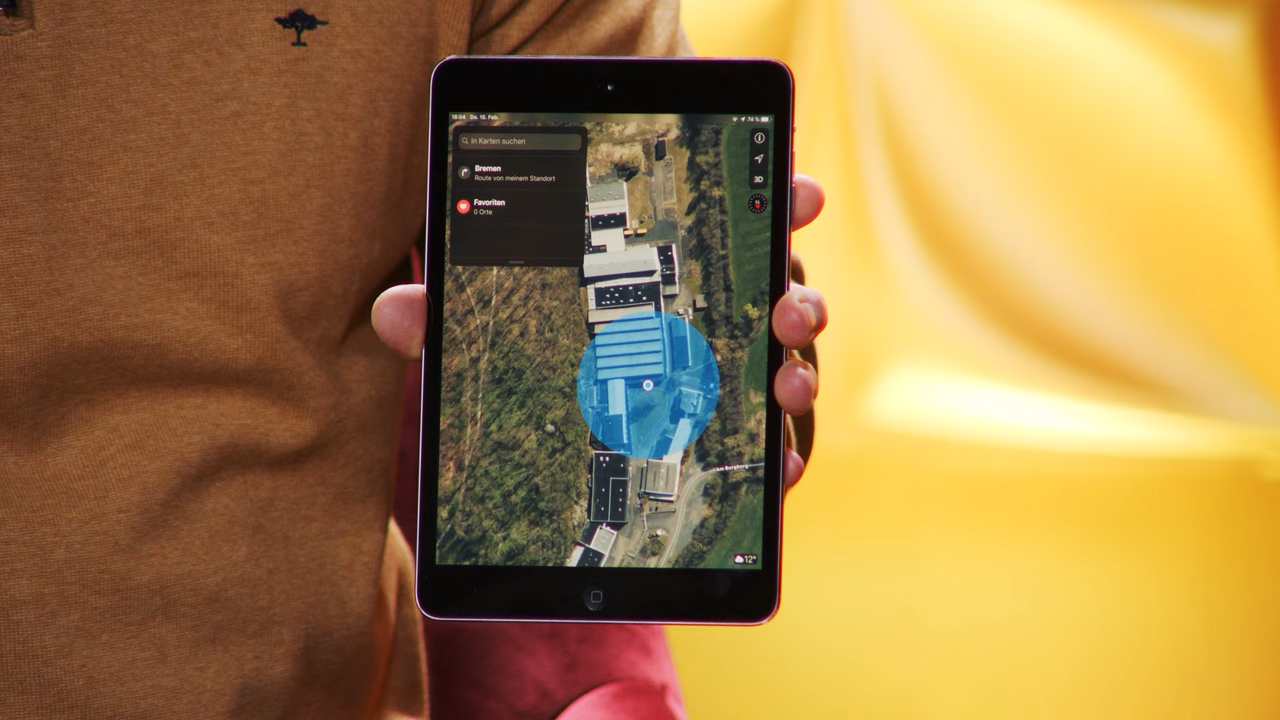 18:04 Do. 15. Feb.
74 %
In Karten suchen
Bremen
Route von meinem Standort
Favoriten
0 Orte
3D
N
Am Burgberg
12°